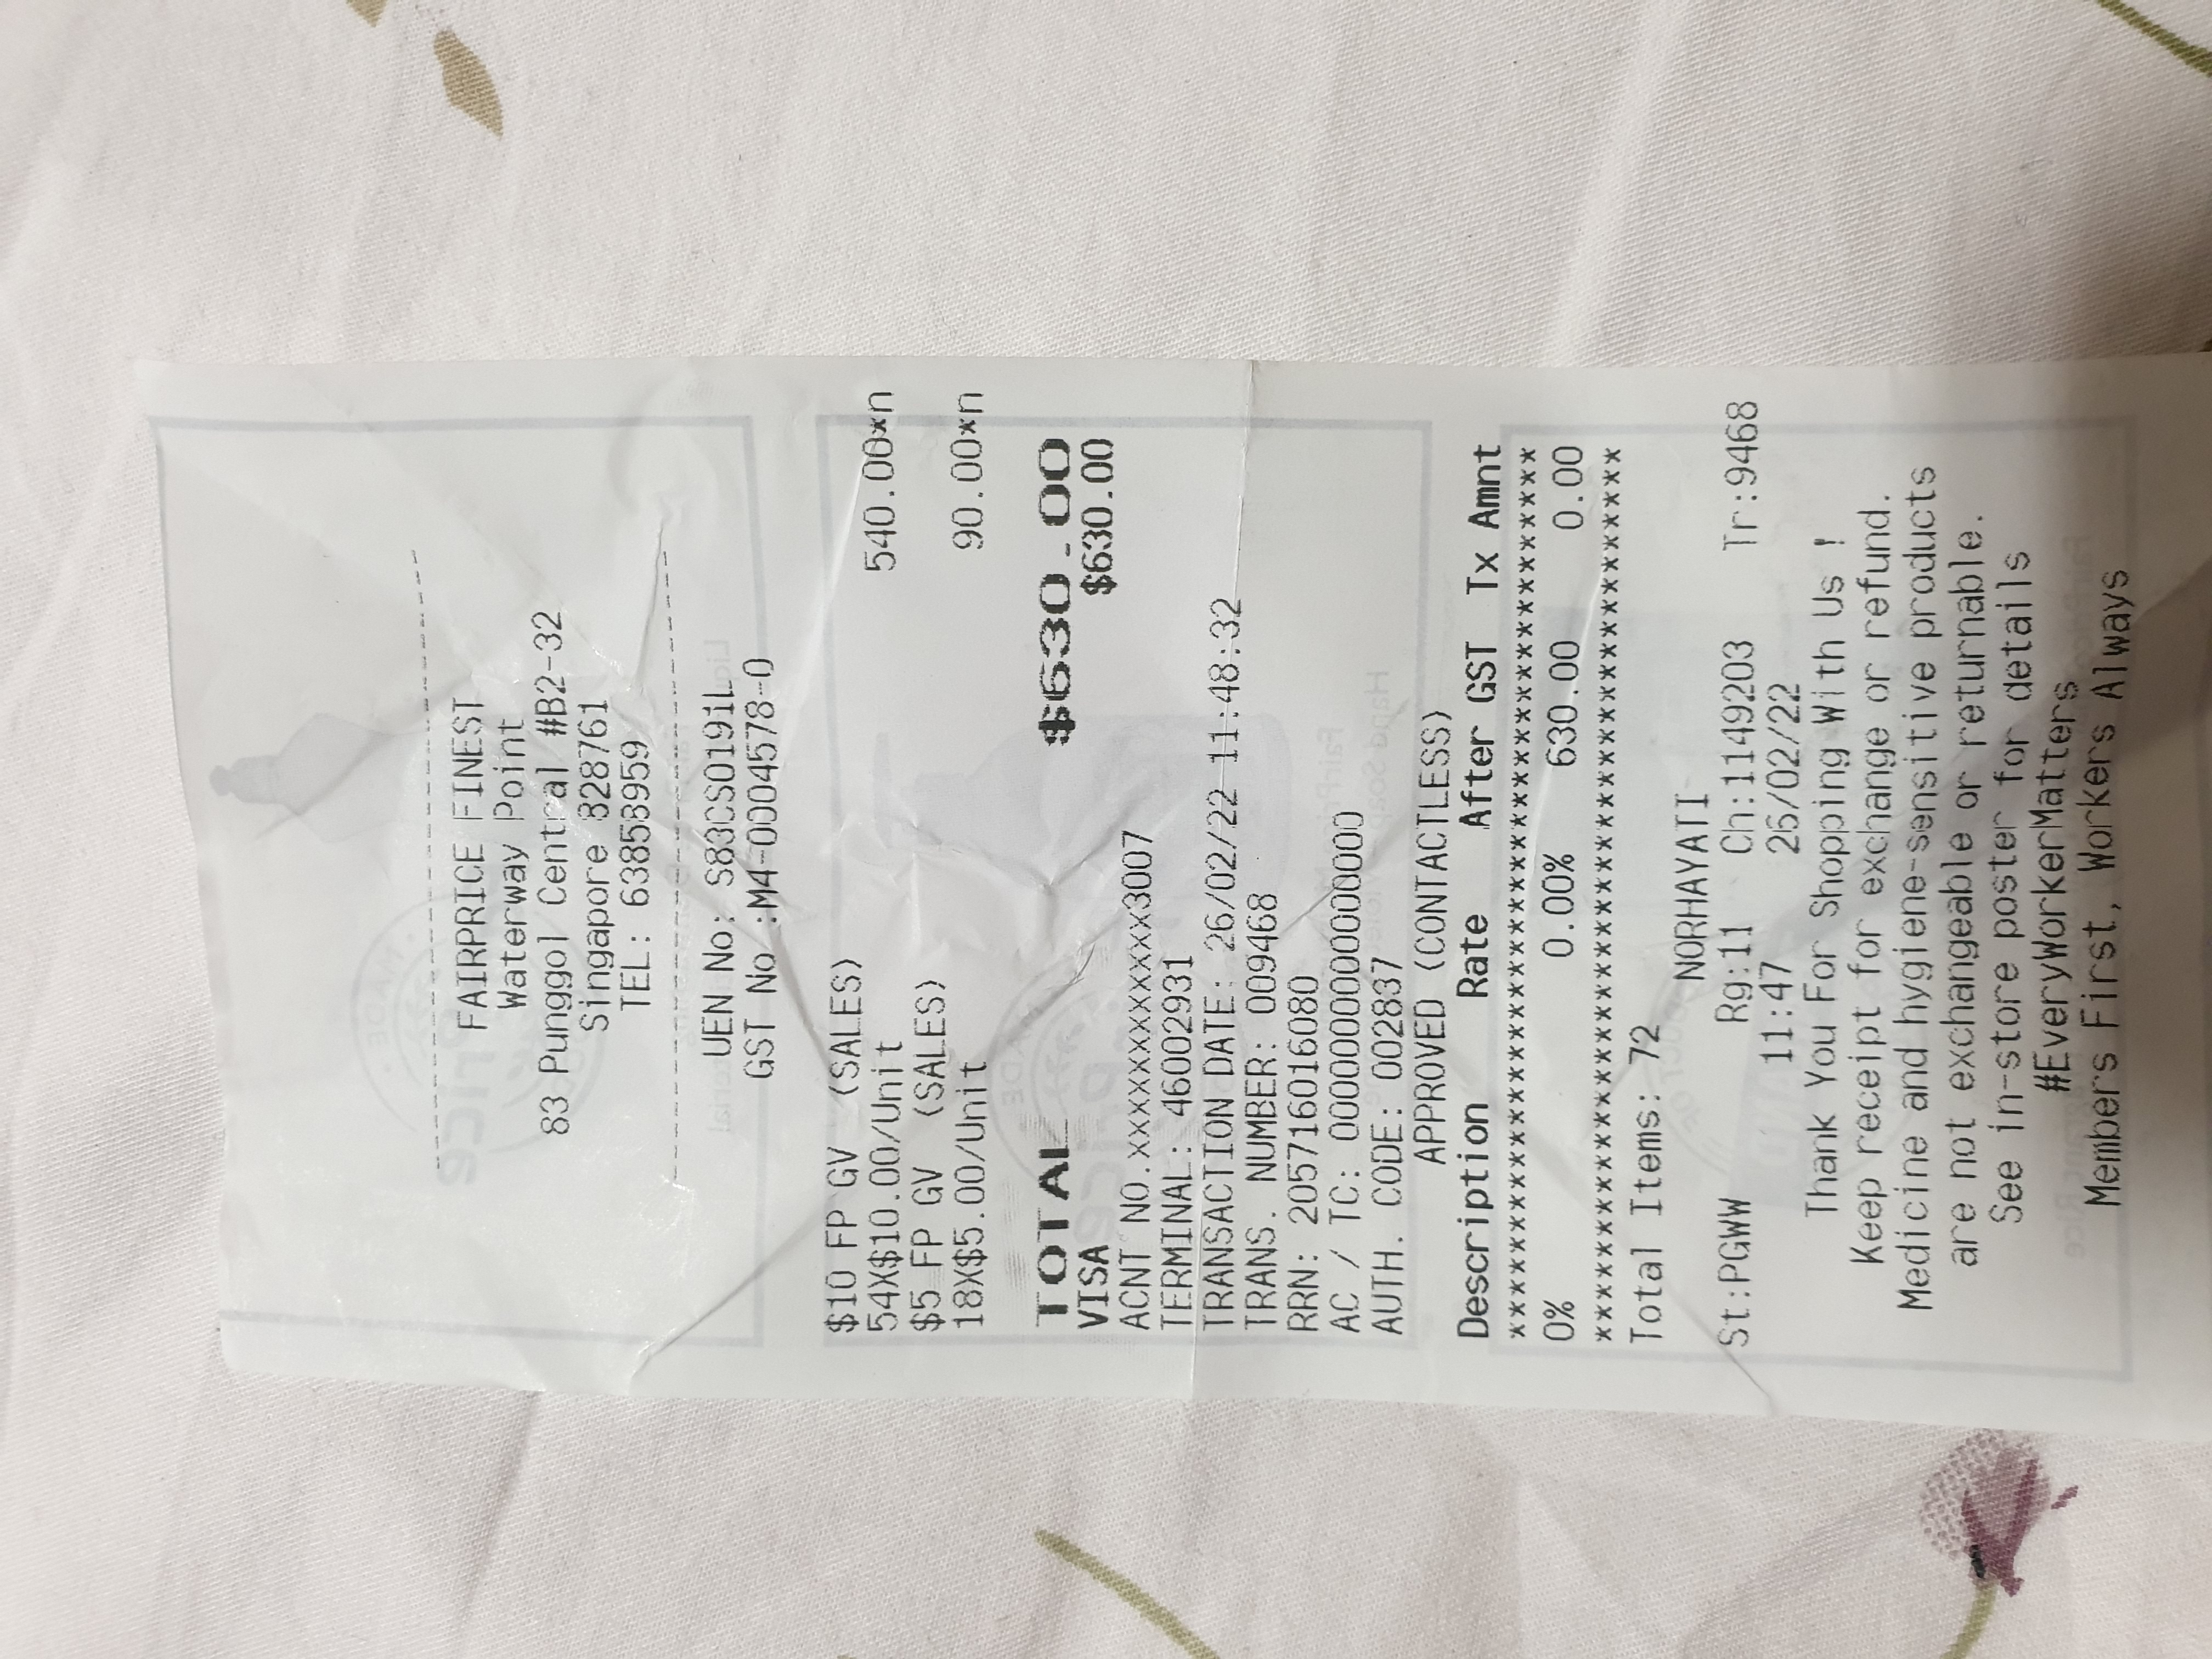 FAIRPRICE FINEST
Waterway Point
83 Punggol Central #B2-32
Singapore 828761
TEL: 63858959
UEN No: S83CS0191L
GST No :M4-0004578-0
$10 FP GV (SALES)
54X$10.00/Unit 540.00*n
$5 FP GV (SALES)
18X$5.00/Unit 90.00*n
TOTAL $630.00
VISA $630.00
ACNT NO.xxxxxxxxxxxx3007
TERMINAL: 46002931
TRANSACTION DATE: 26/02/22 11:48:32
TRANS. NUMBER: 009468
RRN: 205716016080
AC / TC: 0000000000000000
AUTH. CODE: 002837
APPROVED (CONTACTLESS)
Description Rate After GST Tx Amnt
******************************************
0% 0.00% 630.00 0.00
******************************************
Total Items: 72
NORHAYATI
St:PGWW Rg:11 Ch:1149203 Tr:9468
11:47 26/02/22
Thank You For Shopping With Us !
Keep receipt for exchange or refund.
Medicine and hygiene-sensitive products
are not exchangeable or returnable.
See in-store poster for details
#EveryWorkerMatters
Members First, Workers Always